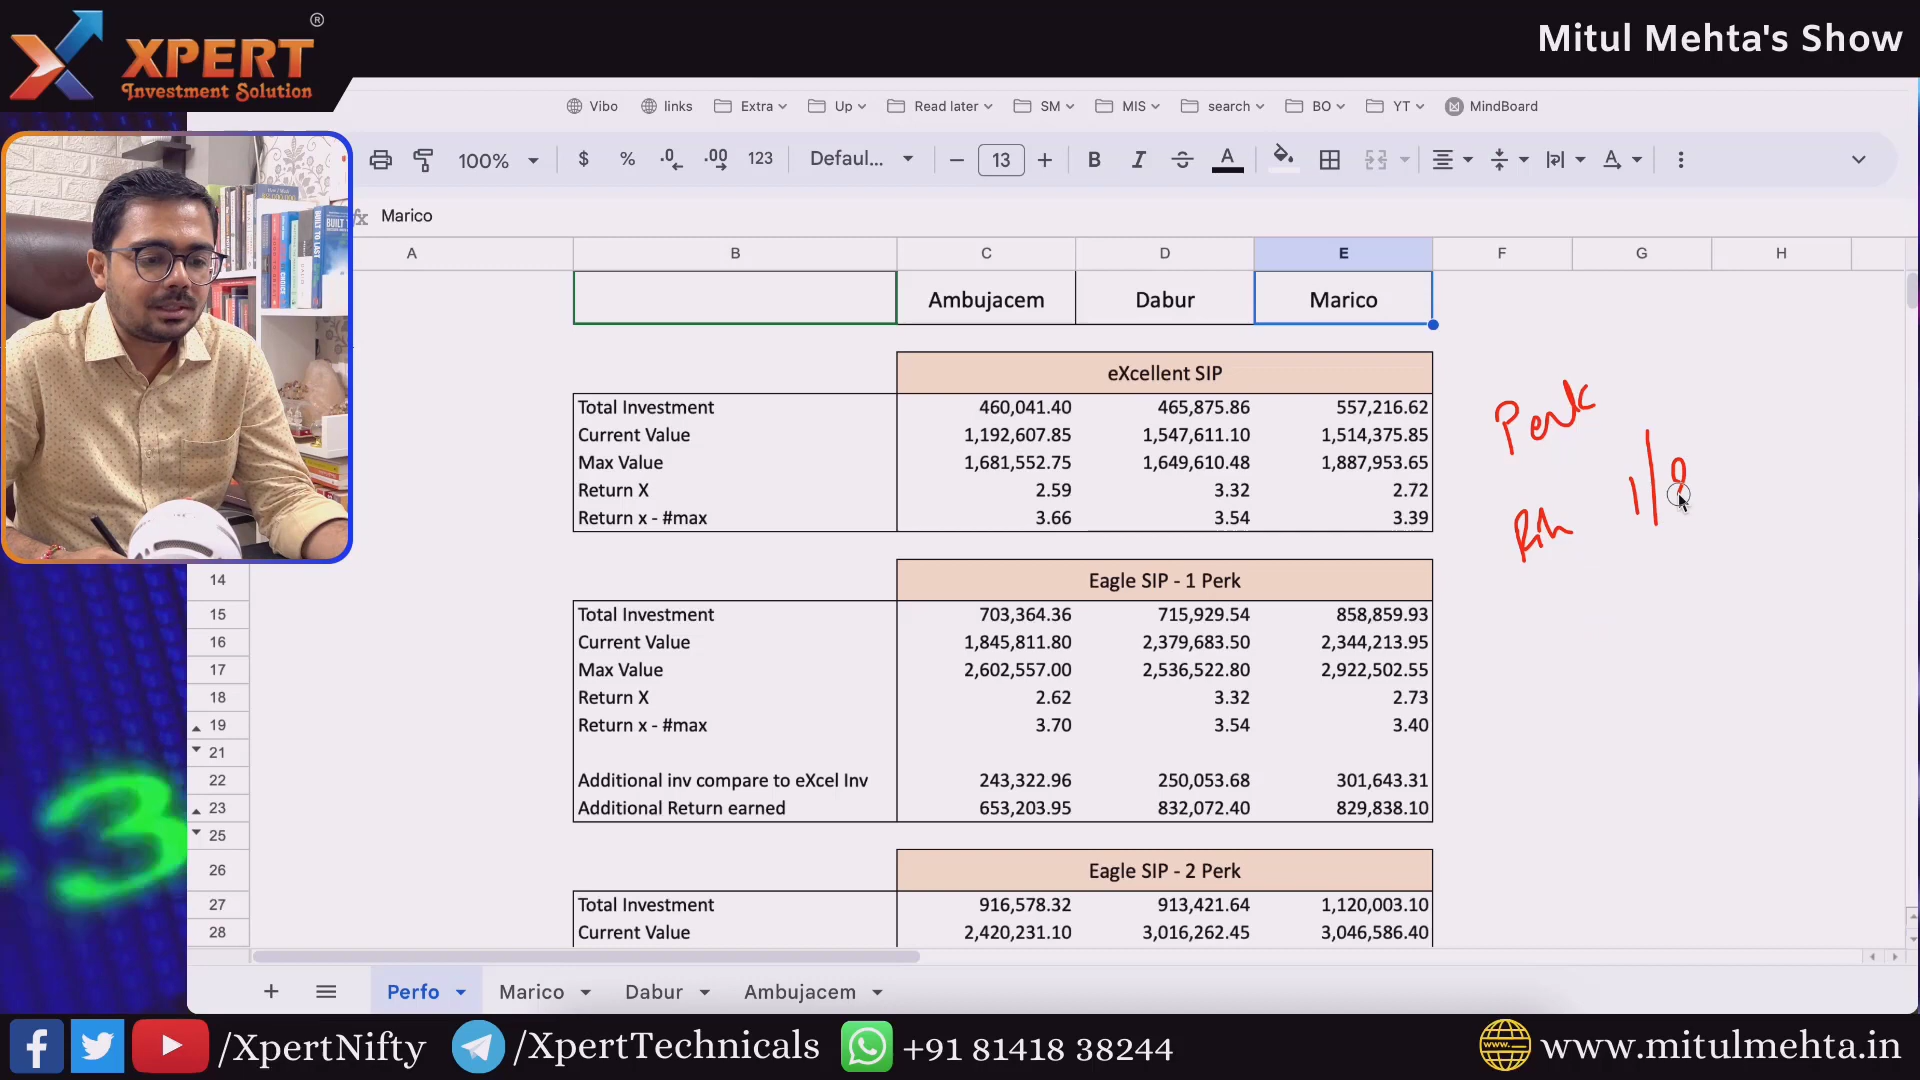 XPERT ®
Investment Solution
Mitul Mehta's Show
Vibo links Extra Up Read later SM MIS search BO YT MindBoard
100% $ % .0 .00 123 Defaul... − 13 + B I S A A
fx Marico
A B C D E F G H
Ambujacem Dabur Marico
eXcellent SIP
Total Investment 460,041.40 465,875.86 557,216.62
Current Value 1,192,607.85 1,547,611.10 1,514,375.85
Max Value 1,681,552.75 1,649,610.48 1,887,953.65
Return X 2.59 3.32 2.72
Return x - #max 3.66 3.54 3.39
Perk
1/8
14 Eagle SIP - 1 Perk
15 Total Investment 703,364.36 715,929.54 858,859.93
16 Current Value 1,845,811.80 2,379,683.50 2,344,213.95
17 Max Value 2,602,557.00 2,536,522.80 2,922,502.55
18 Return X 2.62 3.32 2.73
19 Return x - #max 3.70 3.54 3.40
21
22 Additional inv compare to eXcel Inv 243,322.96 250,053.68 301,643.31
23 Additional Return earned 653,203.95 832,072.40 829,838.10
25
26 Eagle SIP - 2 Perk
27 Total Investment 916,578.32 913,421.64 1,120,003.10
28 Current Value 2,420,231.10 3,016,262.45 3,046,586.40
+ Perfo Marico Dabur Ambujacem
/XpertNifty /XpertTechnicals +91 81418 38244 www. www.mitulmehta.in
BUILT TO LAST
3